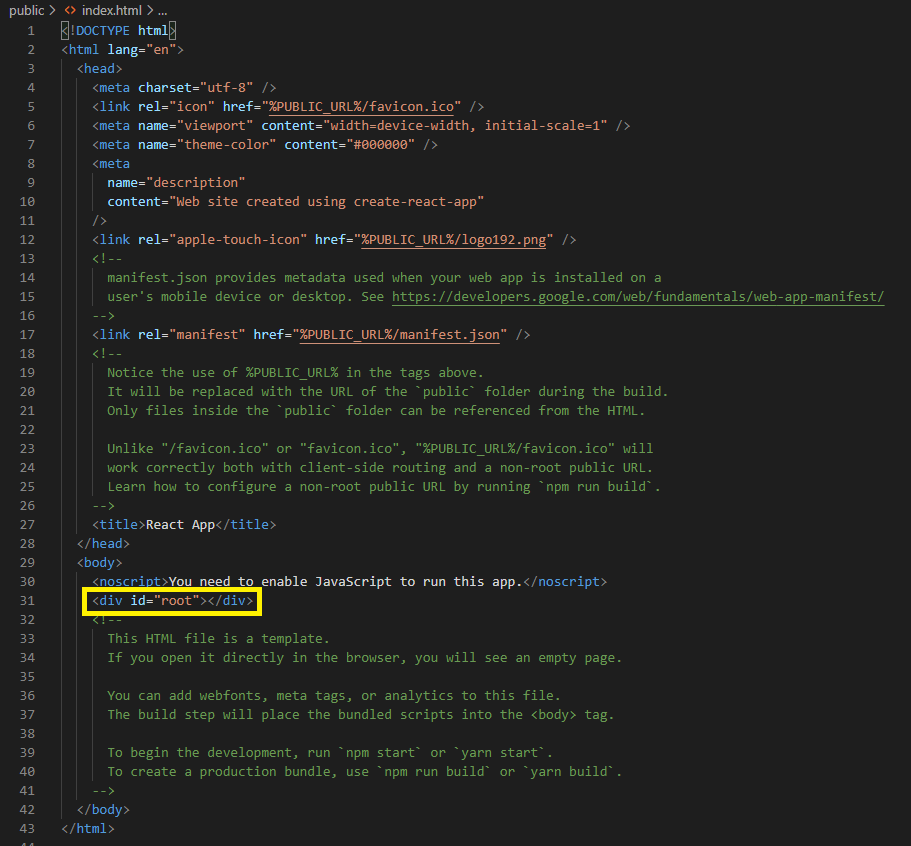 public > index.html > ...
1 <!DOCTYPE html>
2 <html lang="en">
3 <head>
4 <meta charset="utf-8" />
5 <link rel="icon" href="%PUBLIC_URL%/favicon.ico" />
6 <meta name="viewport" content="width=device-width, initial-scale=1" />
7 <meta name="theme-color" content="#000000" />
8 <meta
9 name="description"
10 content="Web site created using create-react-app"
11 />
12 <link rel="apple-touch-icon" href="%PUBLIC_URL%/logo192.png" />
13 <!--
14 manifest.json provides metadata used when your web app is installed on a
15 user's mobile device or desktop. See https://developers.google.com/web/fundamentals/web-app-manifest/
16 -->
17 <link rel="manifest" href="%PUBLIC_URL%/manifest.json" />
18 <!--
19 Notice the use of %PUBLIC_URL% in the tags above.
20 It will be replaced with the URL of the `public` folder during the build.
21 Only files inside the `public` folder can be referenced from the HTML.
22
23 Unlike "/favicon.ico" or "favicon.ico", "%PUBLIC_URL%/favicon.ico" will
24 work correctly both with client-side routing and a non-root public URL.
25 Learn how to configure a non-root public URL by running `npm run build`.
26 -->
27 <title>React App</title>
28 </head>
29 <body>
30 <noscript>You need to enable JavaScript to run this app.</noscript>
31 <div id="root"></div>
32 <!--
33 This HTML file is a template.
34 If you open it directly in the browser, you will see an empty page.
35
36 You can add webfonts, meta tags, or analytics to this file.
37 The build step will place the bundled scripts into the <body> tag.
38
39 To begin the development, run `npm start` or `yarn start`.
40 To create a production bundle, use `npm run build` or `yarn build`.
41 -->
42 </body>
43 </html>